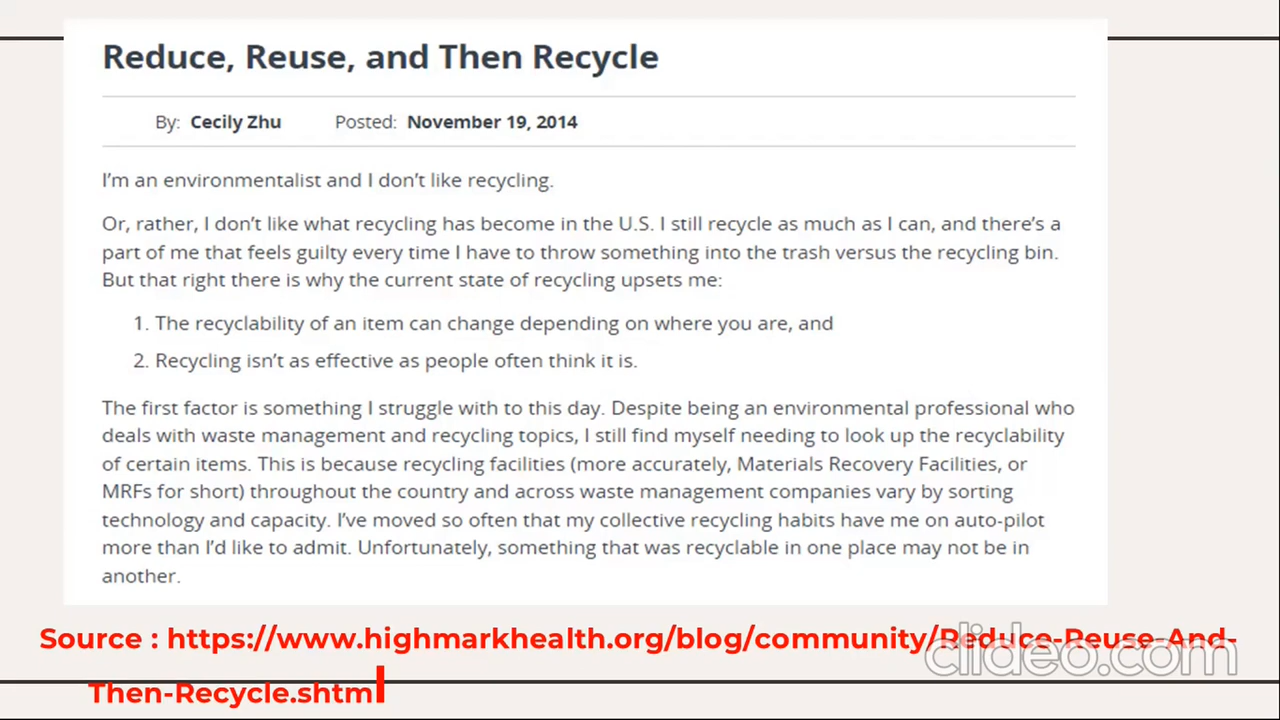 Reduce, Reuse, and Then Recycle
By: Cecily Zhu Posted: November 19, 2014
I'm an environmentalist and I don't like recycling.
Or, rather, I don't like what recycling has become in the U.S. I still recycle as much as I can, and there's a
part of me that feels guilty every time I have to throw something into the trash versus the recycling bin.
But that right there is why the current state of recycling upsets me:
1. The recyclability of an item can change depending on where you are, and
2. Recycling isn't as effective as people often think it is.
The first factor is something I struggle with to this day. Despite being an environmental professional who
deals with waste management and recycling topics, I still find myself needing to look up the recyclability
of certain items. This is because recycling facilities (more accurately, Materials Recovery Facilities, or
MRFs for short) throughout the country and across waste management companies vary by sorting
technology and capacity. I've moved so often that my collective recycling habits have me on auto-pilot
more than I'd like to admit. Unfortunately, something that was recyclable in one place may not be in
another.
Source : https://www.highmarkhealth.org/blog/community/Reduce-Reuse-And-
Then-Recycle.shtml
clideo.com